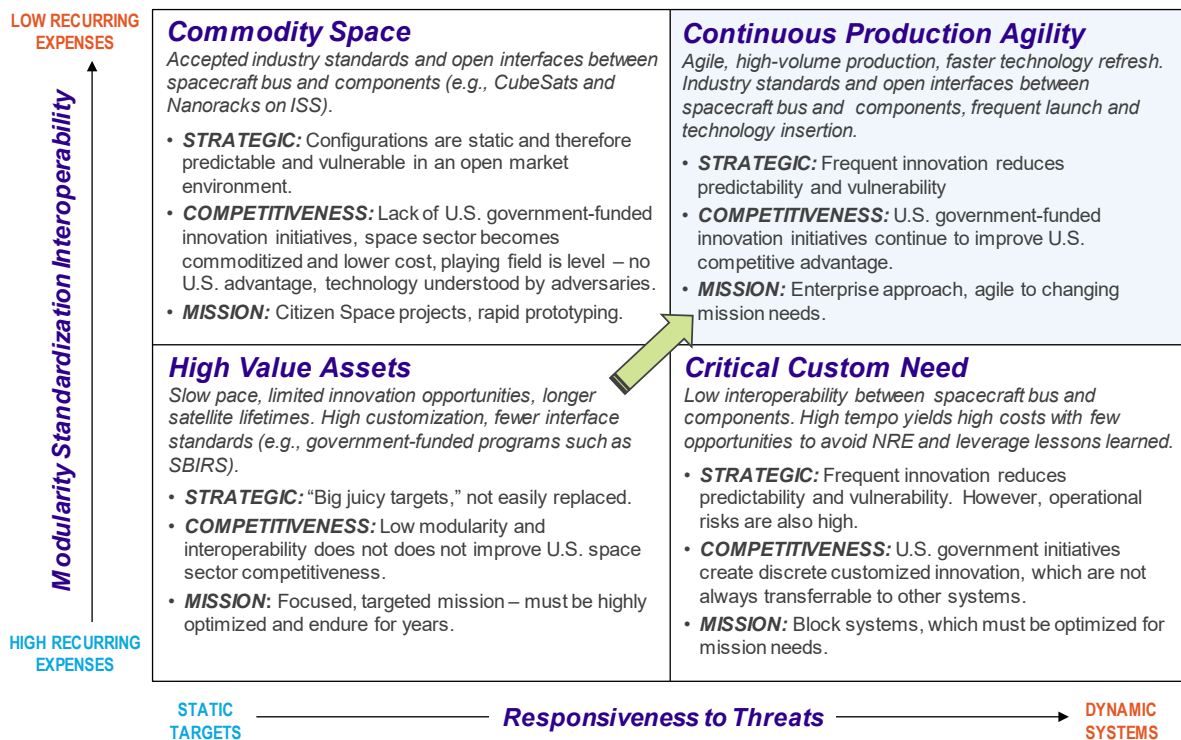 LOW RECURRING
EXPENSES
Modularity Standardization Interoperability
HIGH RECURRING
EXPENSES
Commodity Space
Accepted industry standards and open interfaces between
spacecraft bus and components (e.g., CubeSats and
Nanoracks on ISS).
• STRATEGIC: Configurations are static and therefore
predictable and vulnerable in an open market
environment.
• COMPETITIVENESS: Lack of U.S. government-funded
innovation initiatives, space sector becomes
commoditized and lower cost, playing field is level – no
U.S. advantage, technology understood by adversaries.
• MISSION: Citizen Space projects, rapid prototyping.
Continuous Production Agility
Agile, high-volume production, faster technology refresh.
Industry standards and open interfaces between
spacecraft bus and components, frequent launch and
technology insertion.
• STRATEGIC: Frequent innovation reduces
predictability and vulnerability
• COMPETITIVENESS: U.S. government-funded
innovation initiatives continue to improve U.S.
competitive advantage.
• MISSION: Enterprise approach, agile to changing
mission needs.
High Value Assets
Slow pace, limited innovation opportunities, longer
satellite lifetimes. High customization, fewer interface
standards (e.g., government-funded programs such as
SBIRS).
• STRATEGIC: “Big juicy targets,” not easily replaced.
• COMPETITIVENESS: Low modularity and
interoperability does not does not improve U.S. space
sector competitiveness.
• MISSION: Focused, targeted mission – must be highly
optimized and endure for years.
Critical Custom Need
Low interoperability between spacecraft bus and
components. High tempo yields high costs with few
opportunities to avoid NRE and leverage lessons learned.
• STRATEGIC: Frequent innovation reduces
predictability and vulnerability. However, operational
risks are also high.
• COMPETITIVENESS: U.S. government initiatives
create discrete customized innovation, which are not
always transferrable to other systems.
• MISSION: Block systems, which must be optimized for
mission needs.
STATIC
TARGETS
Responsiveness to Threats
DYNAMIC
SYSTEMS